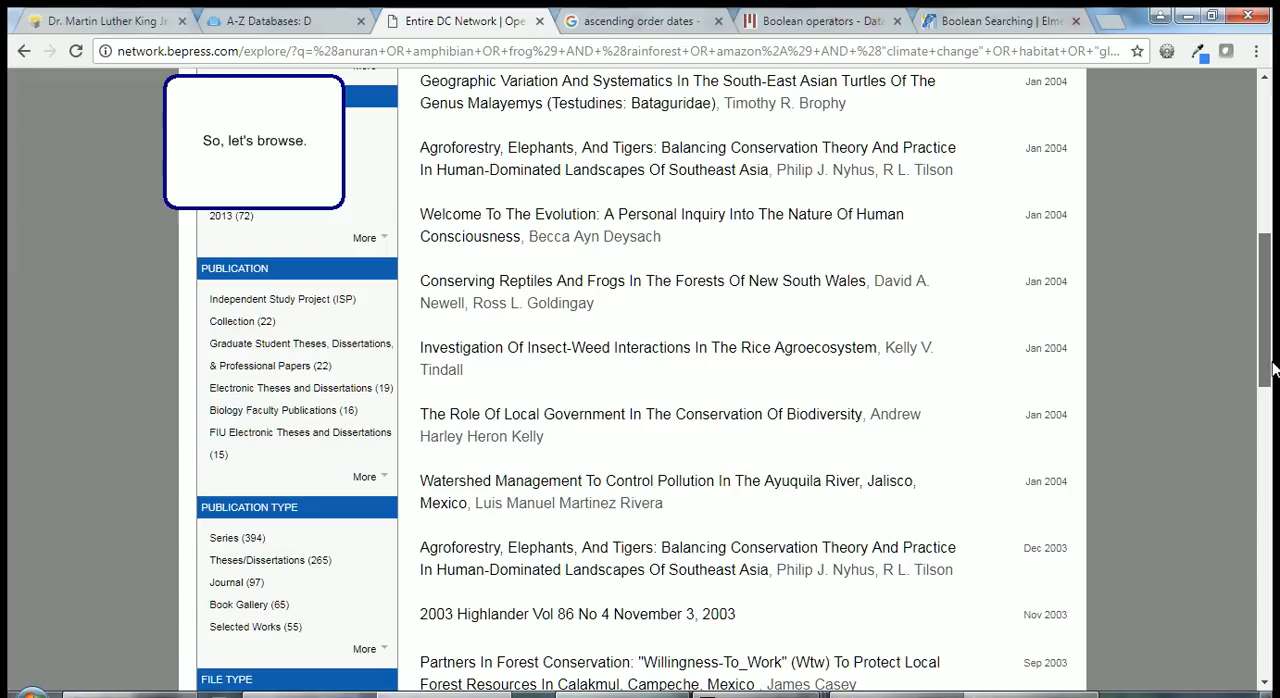 Dr. Martin Luther King Jr
A-Z Databases: D
Entire DC Network | Ope
ascending order dates -
Boolean operators - Data
Boolean Searching | Elme
network.bepress.com/explore/?q=%28anuran+OR+amphibian+OR+frog%29+AND+%28rainforest+OR+amazon%2A%29+AND+%28"climate+change"+OR+habitat+OR+"gl...
So, let's browse.
2013 (72)
More
PUBLICATION
Independent Study Project (ISP)
Collection (22)
Graduate Student Theses, Dissertations,
& Professional Papers (22)
Electronic Theses and Dissertations (19)
Biology Faculty Publications (16)
FIU Electronic Theses and Dissertations
(15)
More
PUBLICATION TYPE
Series (394)
Theses/Dissertations (265)
Journal (97)
Book Gallery (65)
Selected Works (55)
More
FILE TYPE
Geographic Variation And Systematics In The South-East Asian Turtles Of The Jan 2004
Genus Malayemys (Testudines: Bataguridae), Timothy R. Brophy
Agroforestry, Elephants, And Tigers: Balancing Conservation Theory And Practice Jan 2004
In Human-Dominated Landscapes Of Southeast Asia, Philip J. Nyhus, R L. Tilson
Welcome To The Evolution: A Personal Inquiry Into The Nature Of Human Jan 2004
Consciousness, Becca Ayn Deysach
Conserving Reptiles And Frogs In The Forests Of New South Wales, David A. Jan 2004
Newell, Ross L. Goldingay
Investigation Of Insect-Weed Interactions In The Rice Agroecosystem, Kelly V. Jan 2004
Tindall
The Role Of Local Government In The Conservation Of Biodiversity, Andrew Jan 2004
Harley Heron Kelly
Watershed Management To Control Pollution In The Ayuquila River, Jalisco, Jan 2004
Mexico, Luis Manuel Martinez Rivera
Agroforestry, Elephants, And Tigers: Balancing Conservation Theory And Practice Dec 2003
In Human-Dominated Landscapes Of Southeast Asia, Philip J. Nyhus, R L. Tilson
2003 Highlander Vol 86 No 4 November 3, 2003 Nov 2003
Partners In Forest Conservation: "Willingness-To_Work" (Wtw) To Protect Local Sep 2003
Forest Resources In Calakmul, Campeche, Mexico , James Casey